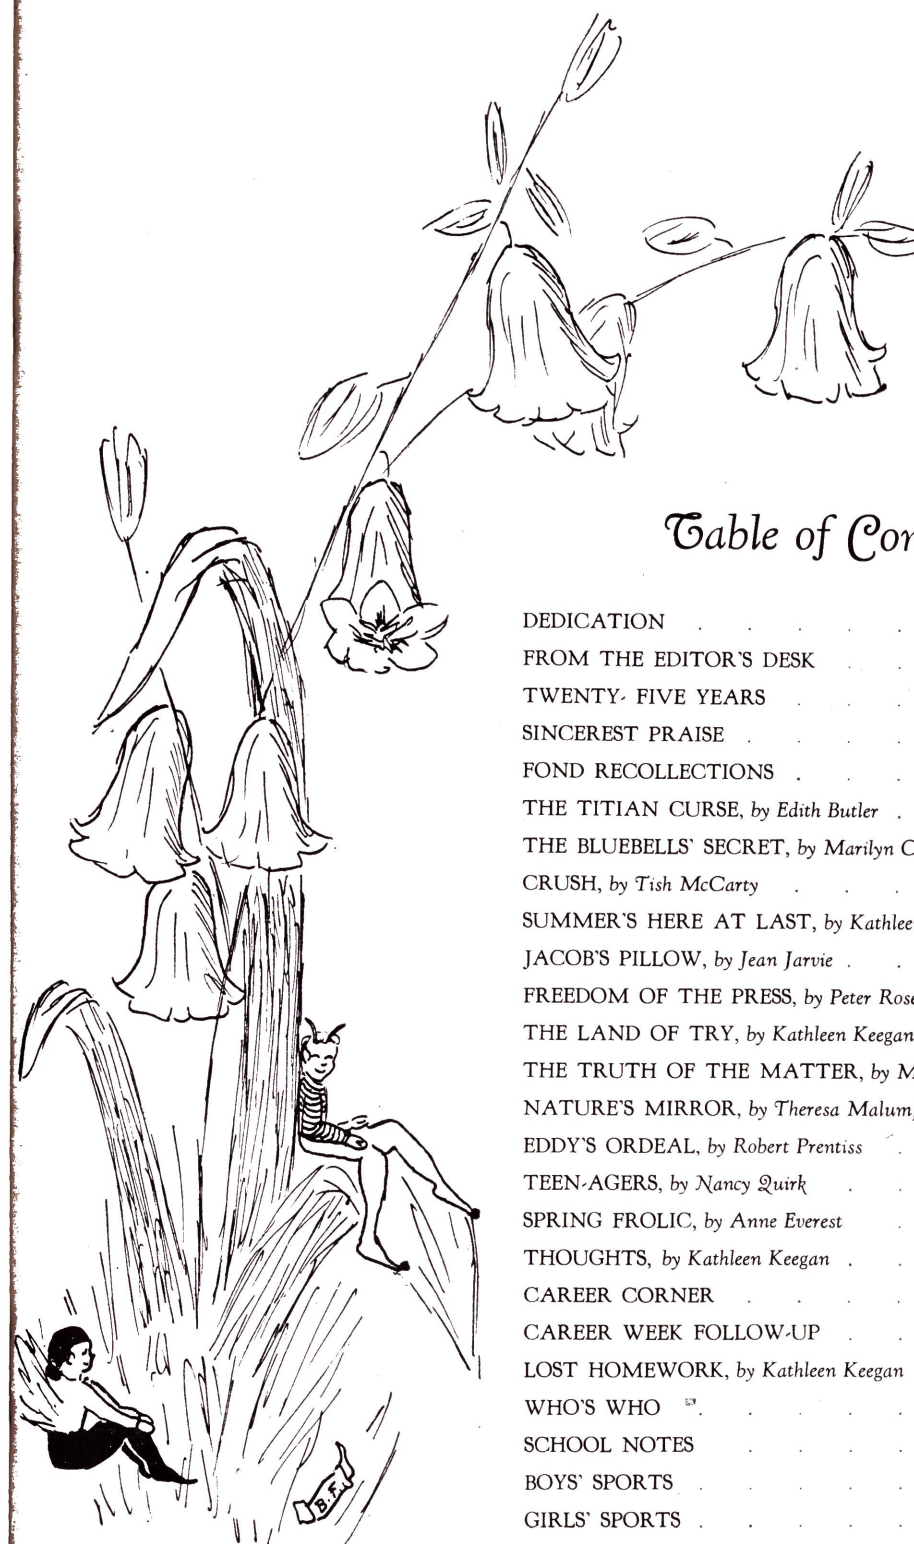 Table of
DEDICATION . . . . .
FROM THE EDITOR'S DESK . .
TWENTY-FIVE YEARS . . .
SINCEREST PRAISE . . . .
FOND RECOLLECTIONS . . .
THE TITIAN CURSE, by Edith Butler .
THE BLUEBELLS' SECRET, by Marilyn
CRUSH, by Tish McCarty . . .
SUMMER'S HERE AT LAST, by
JACOB'S PILLOW, by Jean Jarvie . .
FREEDOM OF THE PRESS, by Peter
THE LAND OF TRY, by Kathleen Keegan
THE TRUTH OF THE MATTER, by
NATURE'S MIRROR, by Theresa
EDDY'S ORDEAL, by Robert Prentiss .
TEEN-AGERS, by Nancy Quirk . .
SPRING FROLIC, by Anne Everest .
THOUGHTS, by Kathleen Keegan . .
CAREER CORNER . . . .
CAREER WEEK FOLLOW-UP . .
LOST HOMEWORK, by Kathleen Keegan
WHO'S WHO . . . . .
SCHOOL NOTES . . . .
BOYS' SPORTS . . . . .
GIRLS' SPORTS . . . . .
B.F.